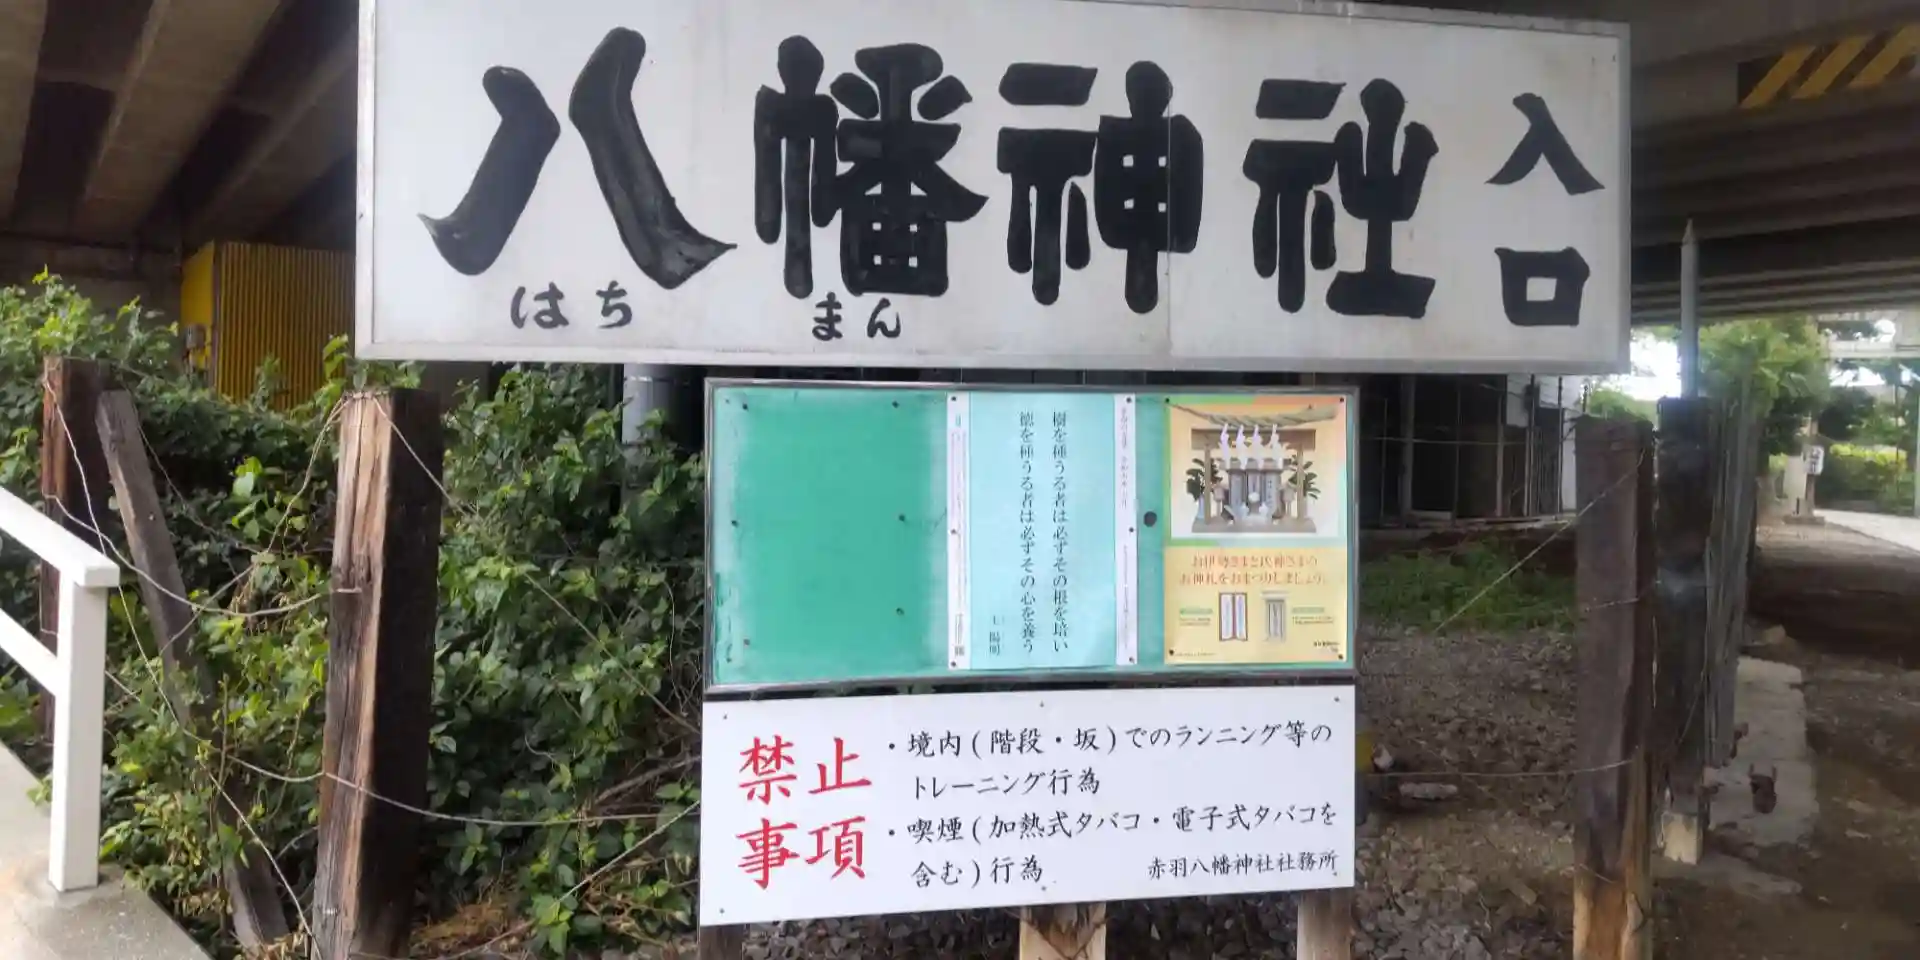 八幡神社
はちまん
入口
樹を種うる者は必ずその根を培い
徳を種うる者は必ずその心を養う
お伊勢さまと氏神さまの
お神札をおまつりしましょう。
禁止
事項
・境内(階段・坂)でのランニング等の
トレーニング行為
・喫煙(加熱式タバコ・電子式タバコを
含む)行為
赤羽八幡神社社務所